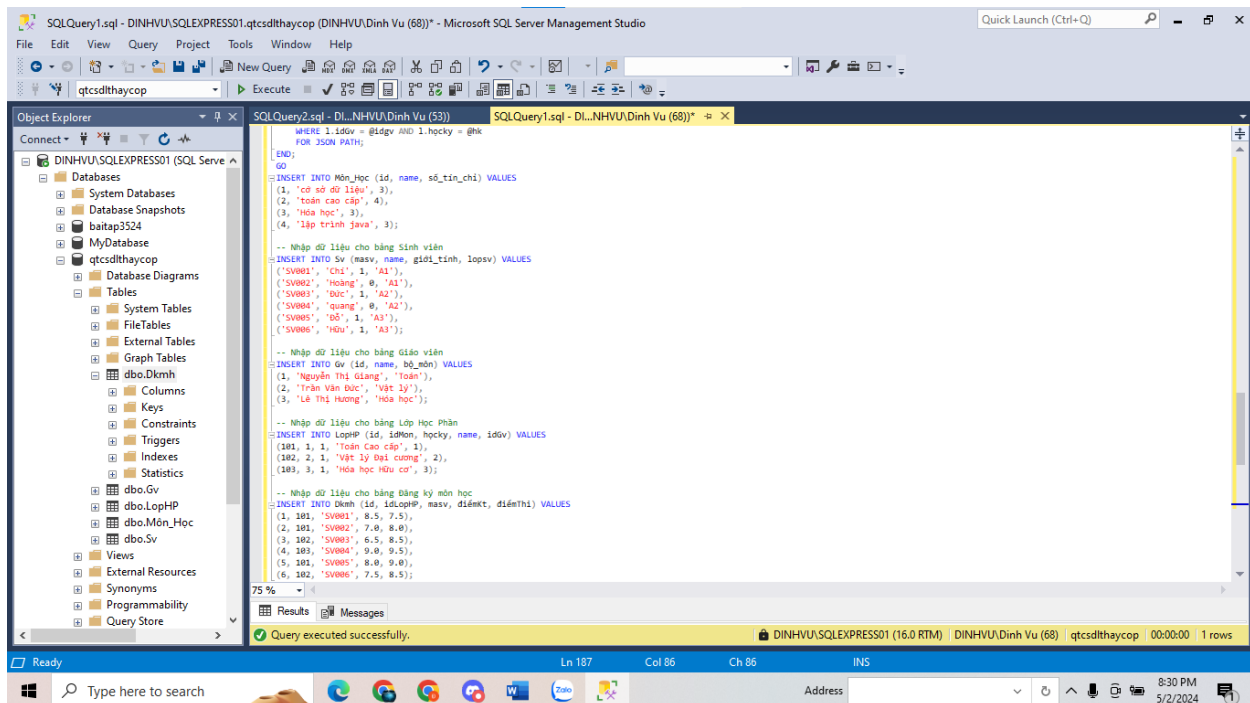 SQLQuery1.sql - DINHVU\SQLEXPRESS01.qtcsdlthaycop (DINHVU\Dinh Vu (68))* - Microsoft SQL Server Management Studio
Quick Launch (Ctrl+Q)
File Edit View Query Project Tools Window Help
New Query
qtcsdlthaycop
Execute
Object Explorer
Connect
DINHVU\SQLEXPRESS01 (SQL Serve
Databases
System Databases
Database Snapshots
baitap3524
MyDatabase
qtcsdlthaycop
Database Diagrams
Tables
System Tables
FileTables
External Tables
Graph Tables
dbo.Dkmh
Columns
Keys
Constraints
Triggers
Indexes
Statistics
dbo.Gv
dbo.LopHP
dbo.Môn_Học
dbo.Sv
Views
External Resources
Synonyms
Programmability
Query Store
SQLQuery2.sql - DI...NHVU\Dinh Vu (53))
SQLQuery1.sql - DI...NHVU\Dinh Vu (68))*
WHERE l.idGv = @idgv AND l.họcky = @hk
FOR JSON PATH;
END;
GO
INSERT INTO Môn_Học (id, name, số_tín_chỉ) VALUES
(1, 'cơ sở dữ liệu', 3),
(2, 'toán cao cấp', 4),
(3, 'Hóa học', 3),
(4, 'lập trình java', 3);
-- Nhập dữ liệu cho bảng Sinh viên
INSERT INTO Sv (masv, name, giới_tính, lopsv) VALUES
('SV001', 'Chí', 1, 'A1'),
('SV002', 'Hoàng', 0, 'A1'),
('SV003', 'Đức', 1, 'A2'),
('SV004', 'quang', 0, 'A2'),
('SV005', 'Đỗ', 1, 'A3'),
('SV006', 'Hữu', 1, 'A3');
-- Nhập dữ liệu cho bảng Giáo viên
INSERT INTO Gv (id, name, bộ_môn) VALUES
(1, 'Nguyễn Thị Giang', 'Toán'),
(2, 'Trần Văn Đức', 'Vật lý'),
(3, 'Lê Thị Hương', 'Hóa học');
-- Nhập dữ liệu cho bảng Lớp Học Phần
INSERT INTO LopHP (id, idMon, họcky, name, idGv) VALUES
(101, 1, 1, 'Toán Cao cấp', 1),
(102, 2, 1, 'Vật lý Đại cương', 2),
(103, 3, 1, 'Hóa học Hữu cơ', 3);
-- Nhập dữ liệu cho bảng Đăng ký môn học
INSERT INTO Dkmh (id, idLopHP, masv, điểmKt, điểmThi) VALUES
(1, 101, 'SV001', 8.5, 7.5),
(2, 101, 'SV002', 7.0, 8.0),
(3, 102, 'SV003', 6.5, 8.5),
(4, 103, 'SV004', 9.0, 9.5),
(5, 101, 'SV005', 8.0, 9.0),
(6, 102, 'SV006', 7.5, 8.5);
75 %
Results Messages
Query executed successfully.
DINHVU\SQLEXPRESS01 (16.0 RTM) DINHVU\Dinh Vu (68) qtcsdlthaycop 00:00:00 1 rows
Ready Ln 187 Col 86 Ch 86 INS
Type here to search
Zalo
Address
8:30 PM
5/2/2024